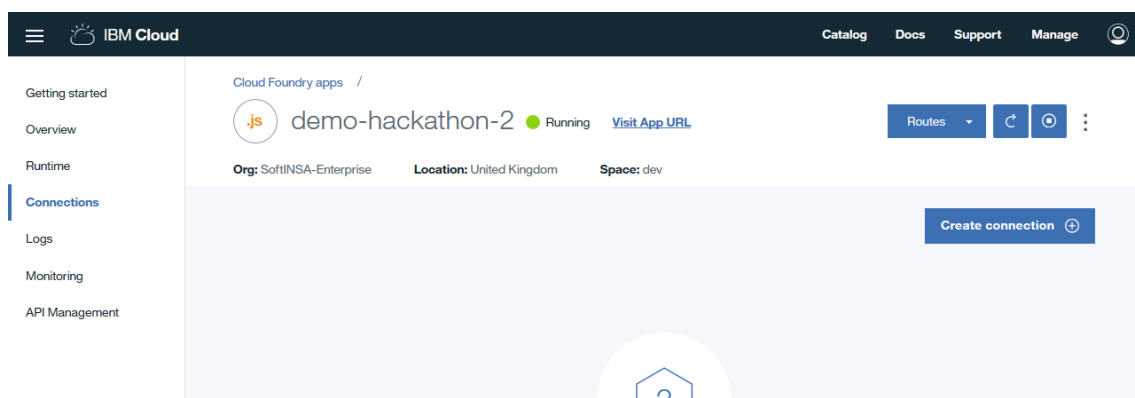 IBM Cloud
Catalog Docs Support Manage
Getting started
Overview
Runtime
Connections
Logs
Monitoring
API Management
Cloud Foundry apps /
.js demo-hackathon-2 Running Visit App URL
Routes
Org: SoftINSA-Enterprise Location: United Kingdom Space: dev
Create connection
?